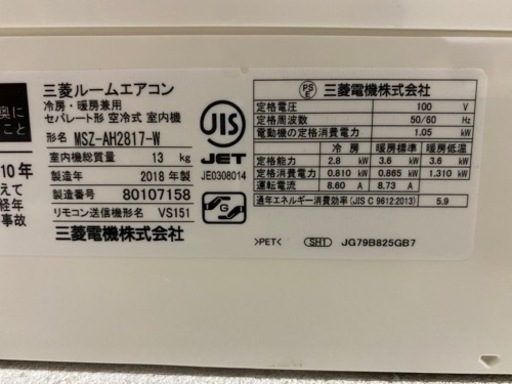 奥に
こと
10年
えて
経年
事故
三菱ルームエアコン
冷房・暖房兼用
セパレート形 空冷式 室内機
形名 MSZ-AH2817-W
室内機総質量 13 kg
製造年 2018 年製
製造番号 80107158
リモコン送信機形名 VS151
三菱電機株式会社
JIS
JET
JE0308014
G
PS
E
三菱電機株式会社
定格電圧 100 V
定格周波数 50/60 Hz
電動機の定格消費電力 1.05 kW
冷 房 暖房標準 暖房低温
定格能力 2.8 kW 3.6 kW 3.6 kW
定格消費電力 0.810 kW 0.865 kW 1.310 kW
運転電流 8.60 A 8.73 A
通年エネルギー消費効率(JIS C 9612:2013) 5.9
>PET< SH1 JG79B825GB7